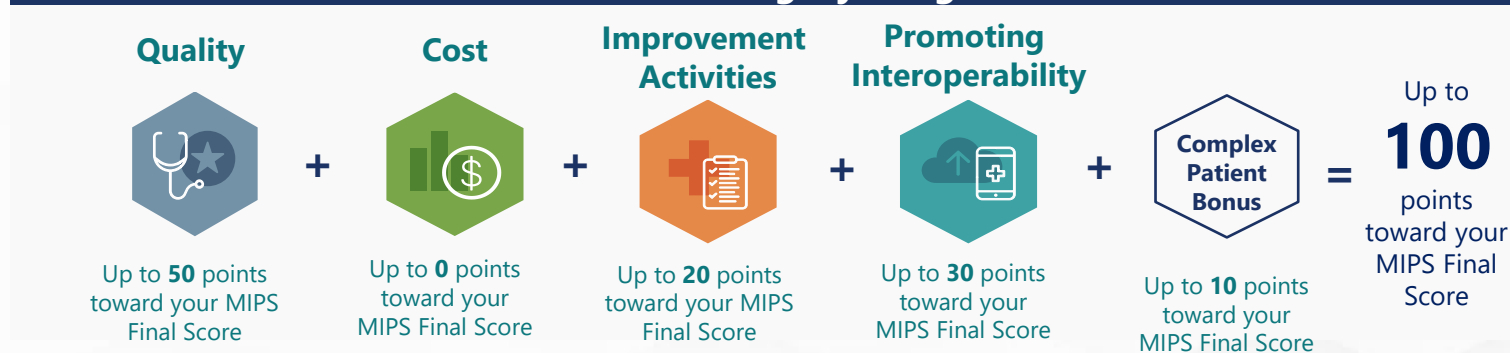 Quality
Cost
Improvement
Activities
Promoting
Interoperability
+
+
+
+
$
Complex
Patient
Bonus
=
Up to
100
points
toward your
MIPS Final
Score
Up to 50 points
toward your MIPS
Final Score
Up to 0 points
toward your
MIPS Final Score
Up to 20 points
toward your MIPS
Final Score
Up to 30 points
toward your
MIPS Final Score
Up to 10 points
toward your
MIPS Final Score